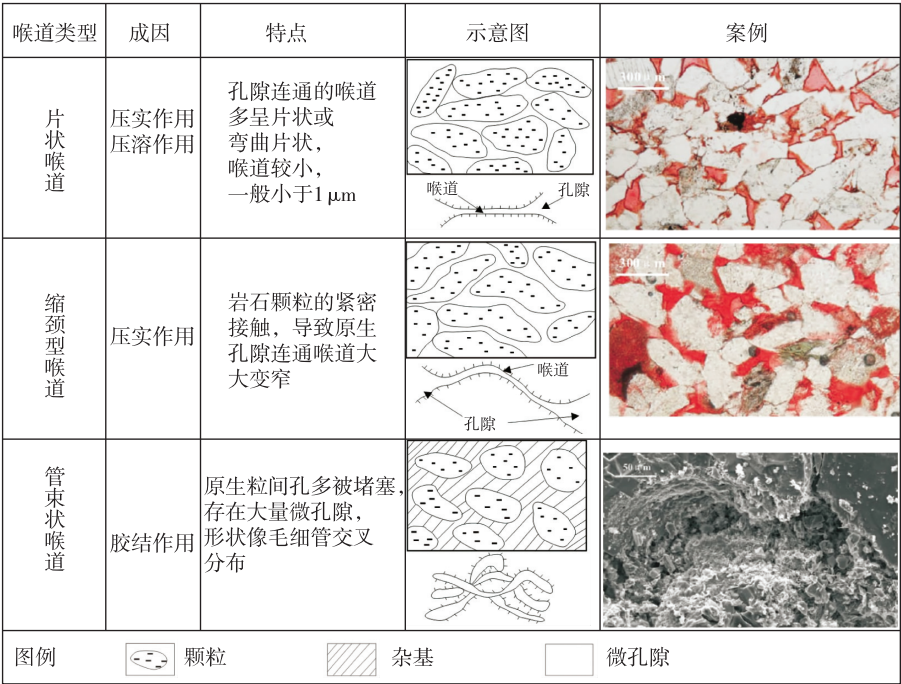 喉道类型 成因 特点 示意图 案例
片状喉道
压实作用
压溶作用
孔隙连通的喉道
多呈片状或
弯曲片状，
喉道较小，
一般小于1 μm
喉道 孔隙
300 μ m
缩颈型喉道
压实作用
岩石颗粒的紧密
接触，导致原生
孔隙连通喉道大
大变窄
喉道
孔隙
300 μ m
管束状喉道
胶结作用
原生粒间孔多被堵塞，
存在大量微孔隙，
形状像毛细管交叉
分布
50 μ m
图例 颗粒 杂基 微孔隙